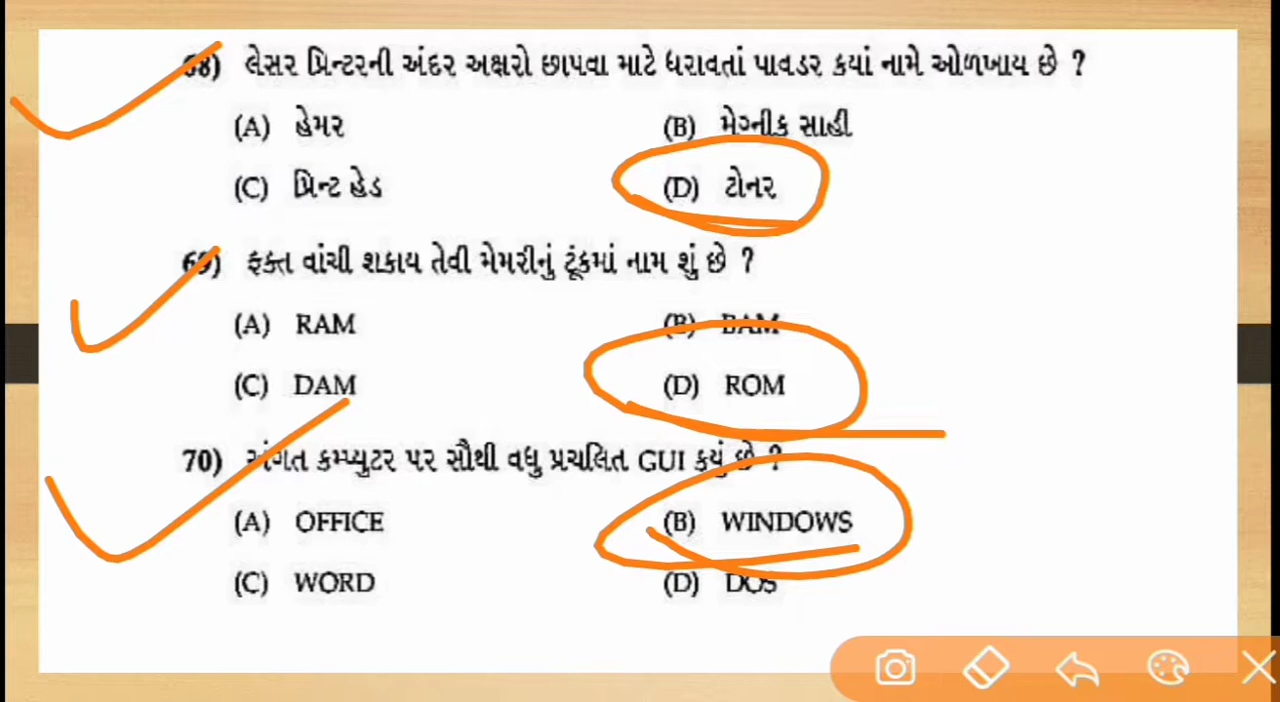 68) લેસર પ્રિન્ટરની અંદર અક્ષરો છાપવા માટે ધરાવતાં પાવડર કયાં નામે ઓળખાય છે ?
(A) હેમર (B) મેગ્નીક સાહી
(C) પ્રિન્ટ હેડ (D) ટોનર
69) ફક્ત વાંચી શકાય તેવી મેમરીનું ટૂંકમાં નામ શું છે ?
(A) RAM (B) BAM
(C) DAM (D) ROM
70) અંગત કમ્પ્યુટર પર સૌથી વધુ પ્રચલિત GUI કયું છે ?
(A) OFFICE (B) WINDOWS
(C) WORD (D) DOS